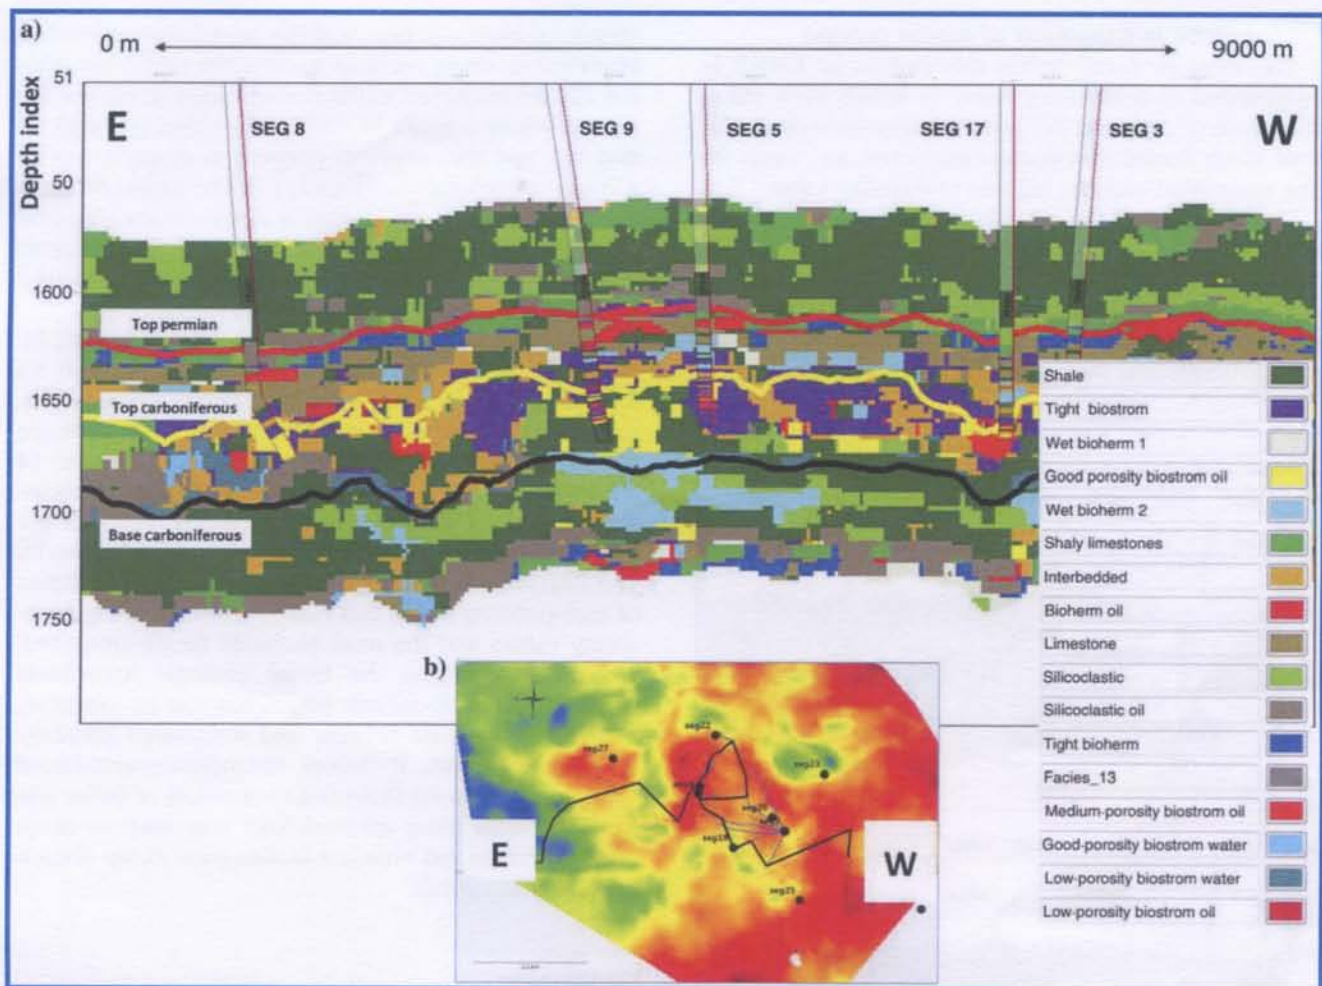 a)
0 m
9000 m
Depth index
51
50
1600
1650
1700
1750
E
SEG 8
SEG 9
SEG 5
SEG 17
SEG 3
W
Top permian
Top carboniferous
Base carboniferous
Shale
Tight biostrom
Wet bioherm 1
Good porosity biostrom oil
Wet bioherm 2
Shaly limestones
Interbedded
Bioherm oil
Limestone
Silicoclastic
Silicoclastic oil
Tight bioherm
Facies_13
Medium-porosity biostrom oil
Good-porosity biostrom water
Low-porosity biostrom water
Low-porosity biostrom oil
b)
seg22
seg27
seg23
seg25
E
W